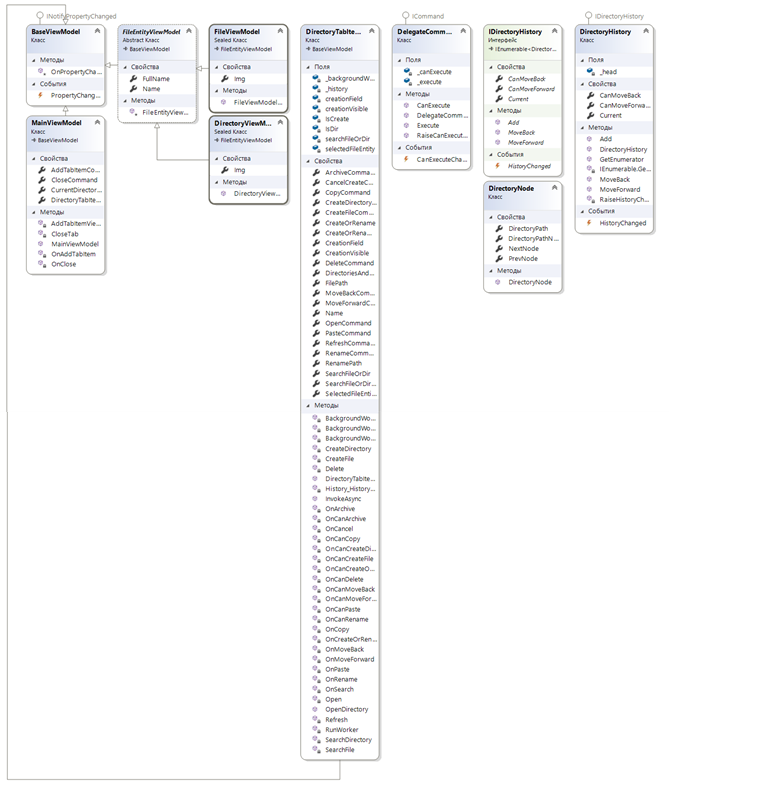 INotifyPropertyChanged
BaseViewModel
Класс
Методы
OnPropertyCha...
События
PropertyChang...
MainViewModel
Класс
BaseViewModel
Свойства
AddTabItemCo...
CloseCommand
CurrentDirector...
DirectoryTabIte...
Методы
AddTabItemVie...
CloseTab
MainViewModel
OnAddTabItem
OnClose
FileEntityViewModel
Abstract Класс
BaseViewModel
Свойства
FullName
Name
Методы
FileEntityView...
FileViewModel
Sealed Класс
FileEntityViewModel
Свойства
Img
Методы
FileViewModel...
DirectoryViewM...
Sealed Класс
FileEntityViewModel
Свойства
Img
Методы
DirectoryView...
DirectoryTabIte...
Класс
BaseViewModel
Поля
_backgroundW...
_history
creationField
creationVisible
IsCreate
IsDir
searchFileOrDir
selectedFileEntity
Свойства
ArchiveComma...
CancelCreateC...
CopyCommand
CreateDirectory...
CreateFileCom...
CreateOrRename
CreateOrRena...
CreationField
CreationVisible
DeleteCommand
DirectoriesAnd...
FilePath
MoveBackCom...
MoveForwardC...
Name
OpenCommand
PasteCommand
RefreshComma...
RenameComm...
RenamePath
SearchFileOrDir
SearchFileOrDir...
SelectedFileEnti...
Методы
BackgroundWo...
BackgroundWo...
BackgroundWo...
CreateDirectory
CreateFile
Delete
DirectoryTabIte...
History_History...
InvokeAsync
OnArchive
OnCanArchive
OnCancel
OnCanCopy
OnCanCreateDi...
OnCanCreateFile
OnCanCreateO...
OnCanDelete
OnCanMoveBack
OnCanMoveFor...
OnCanPaste
OnCanRename
OnCopy
OnCreateOrRen...
OnMoveBack
OnMoveForward
OnPaste
OnRename
OnSearch
Open
OpenDirectory
Refresh
RunWorker
SearchDirectory
SearchFile
ICommand
DelegateComm...
Класс
Поля
_canExecute
_execute
Методы
CanExecute
DelegateComm...
Execute
RaiseCanExecut...
События
CanExecuteCha...
IDirectoryHistory
Интерфейс
IEnumerable<Director...
Свойства
CanMoveBack
CanMoveForward
Current
Методы
Add
MoveBack
MoveForward
События
HistoryChanged
DirectoryNode
Класс
Свойства
DirectoryPath
DirectoryPathN...
NextNode
PrevNode
Методы
DirectoryNode
IDirectoryHistory
DirectoryHistory
Класс
Поля
_head
Свойства
CanMoveBack
CanMoveForwa...
Current
Методы
Add
DirectoryHistory
GetEnumerator
IEnumerable.Ge...
MoveBack
MoveForward
RaiseHistoryCh...
События
HistoryChanged